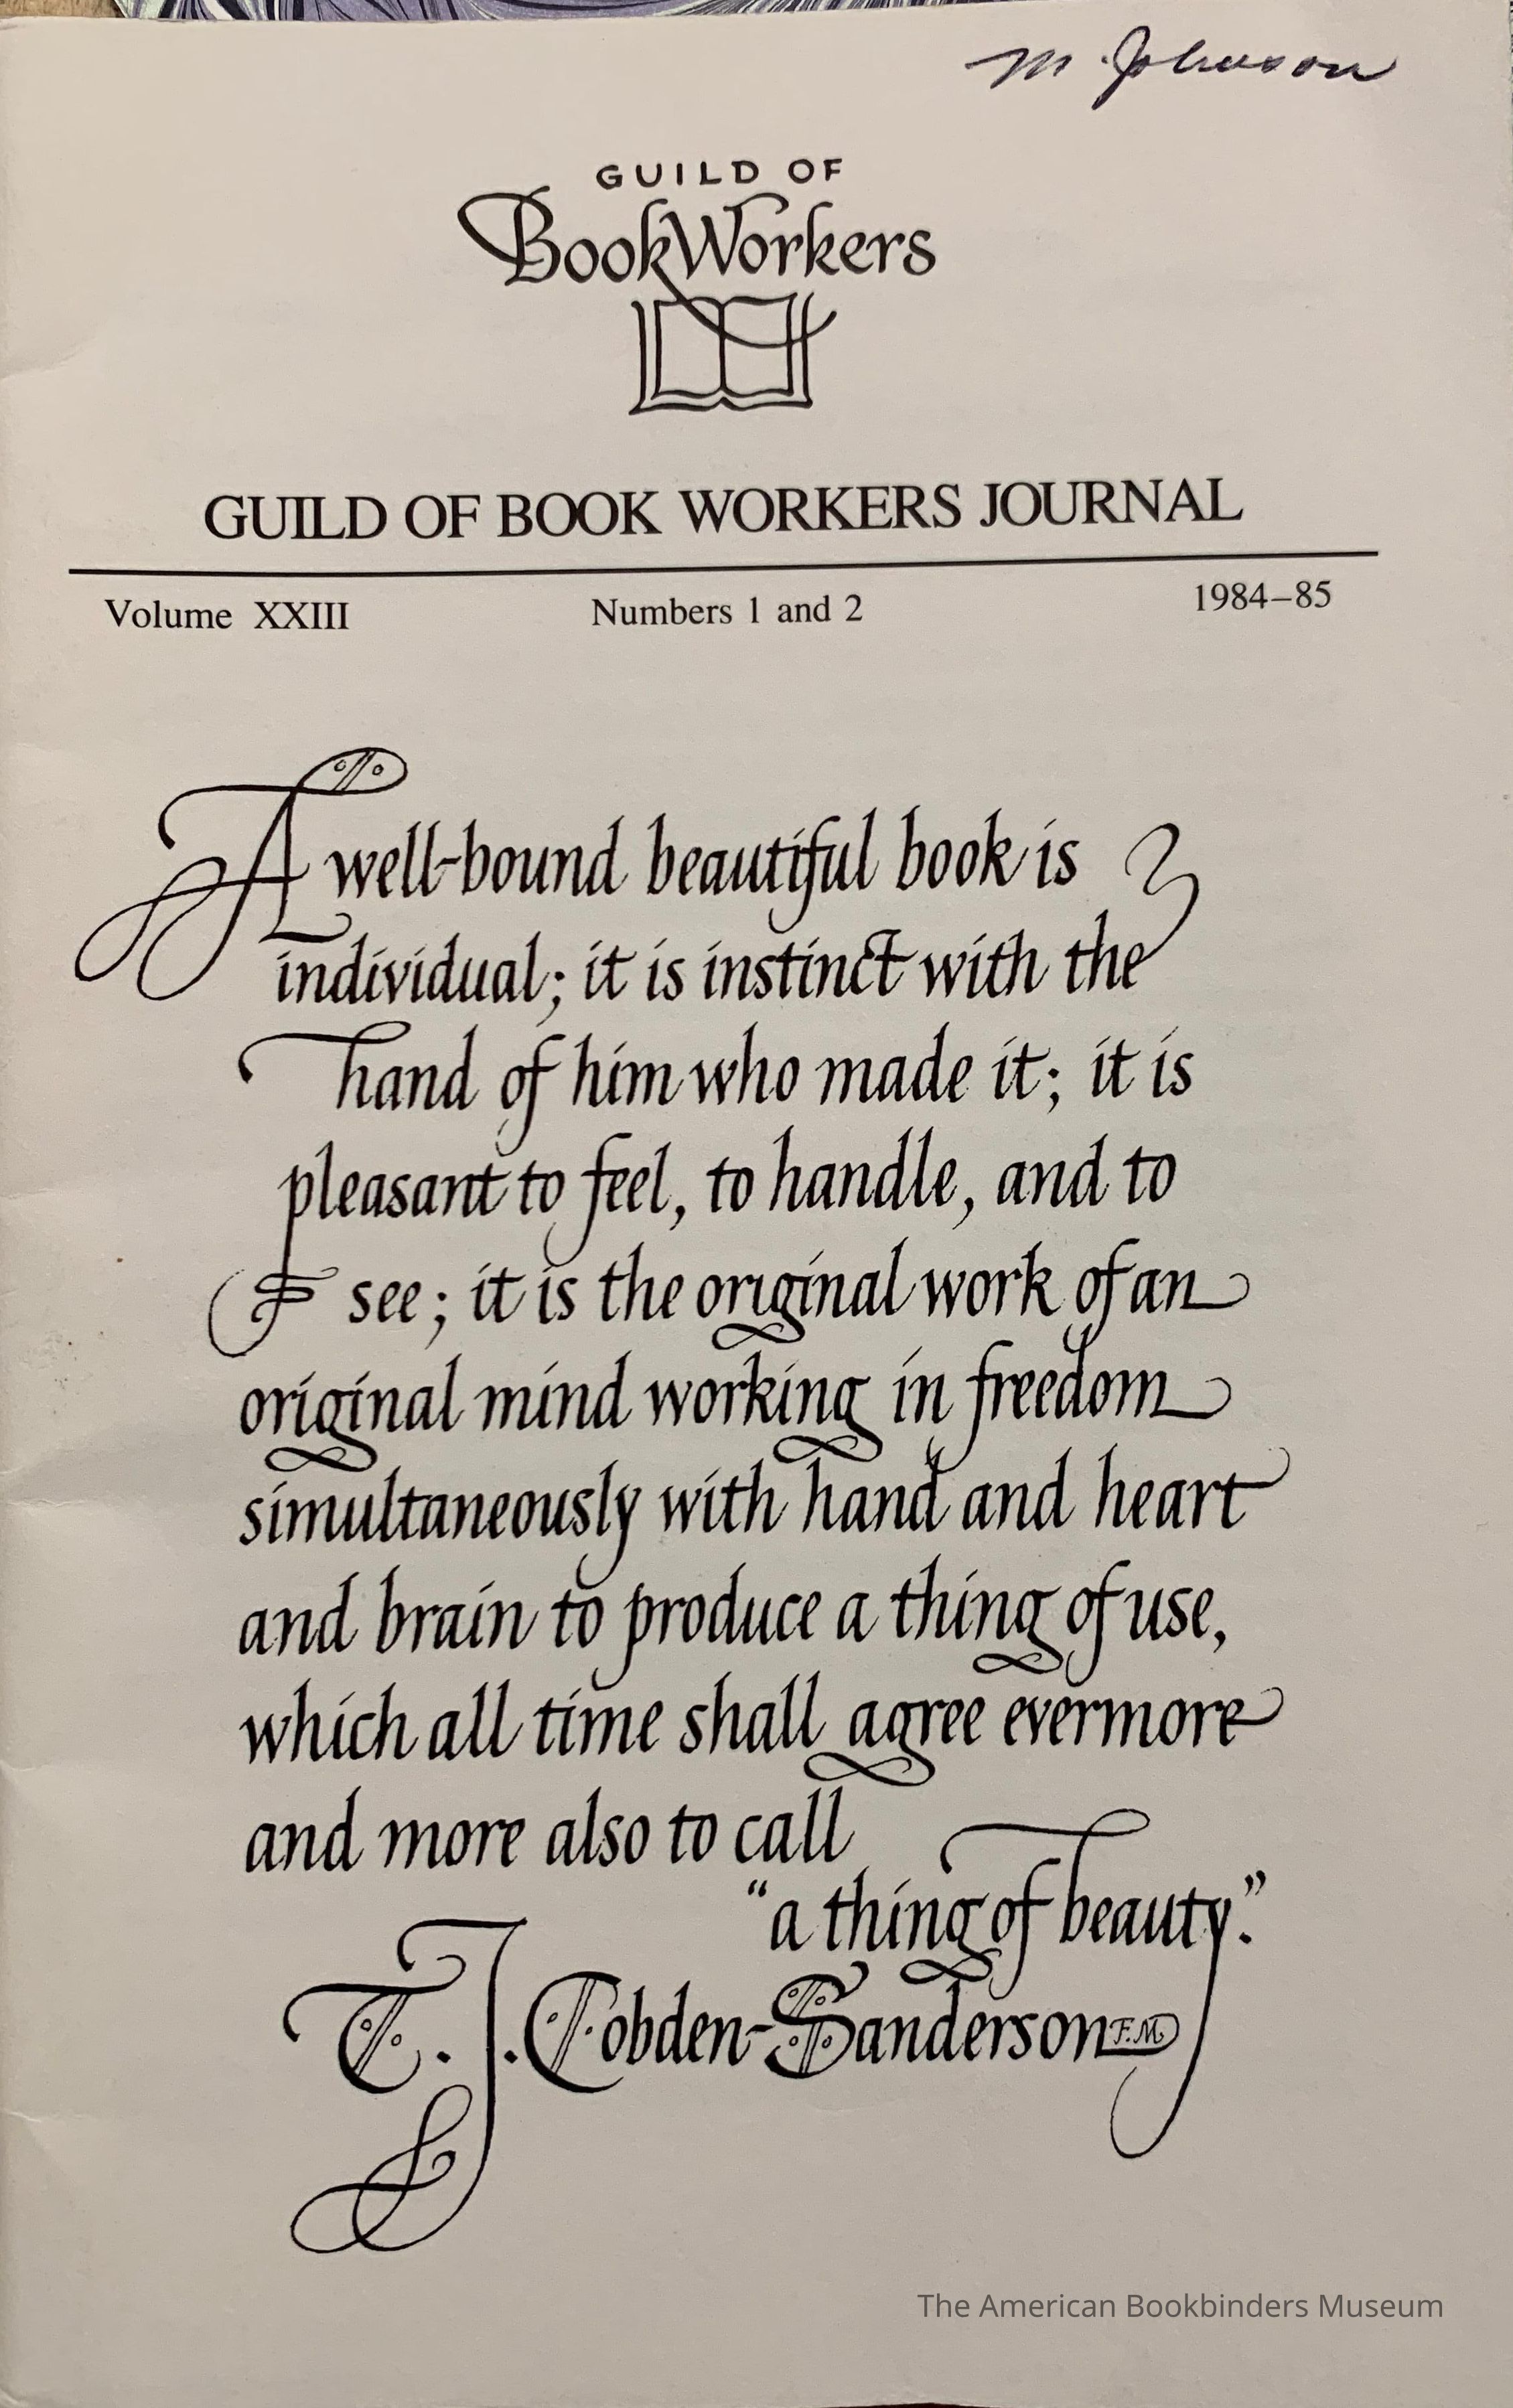 M. Johnson
GUILD OF
BookWorkers
GUILD OF BOOK WORKERS JOURNAL
Volume XXIII Numbers 1 and 2 1984–85
A well-bound beautiful book is
individual; it is instinct with the
hand of him who made it; it is
pleasant to feel, to handle, and to
see; it is the original work of an
original mind working in freedom
simultaneously with hand and heart
and brain to produce a thing of use,
which all time shall agree evermore
and more also to call
“a thing of beauty.”
T. J. Cobden-Sanderson F.M.
The American Bookbinders Museum